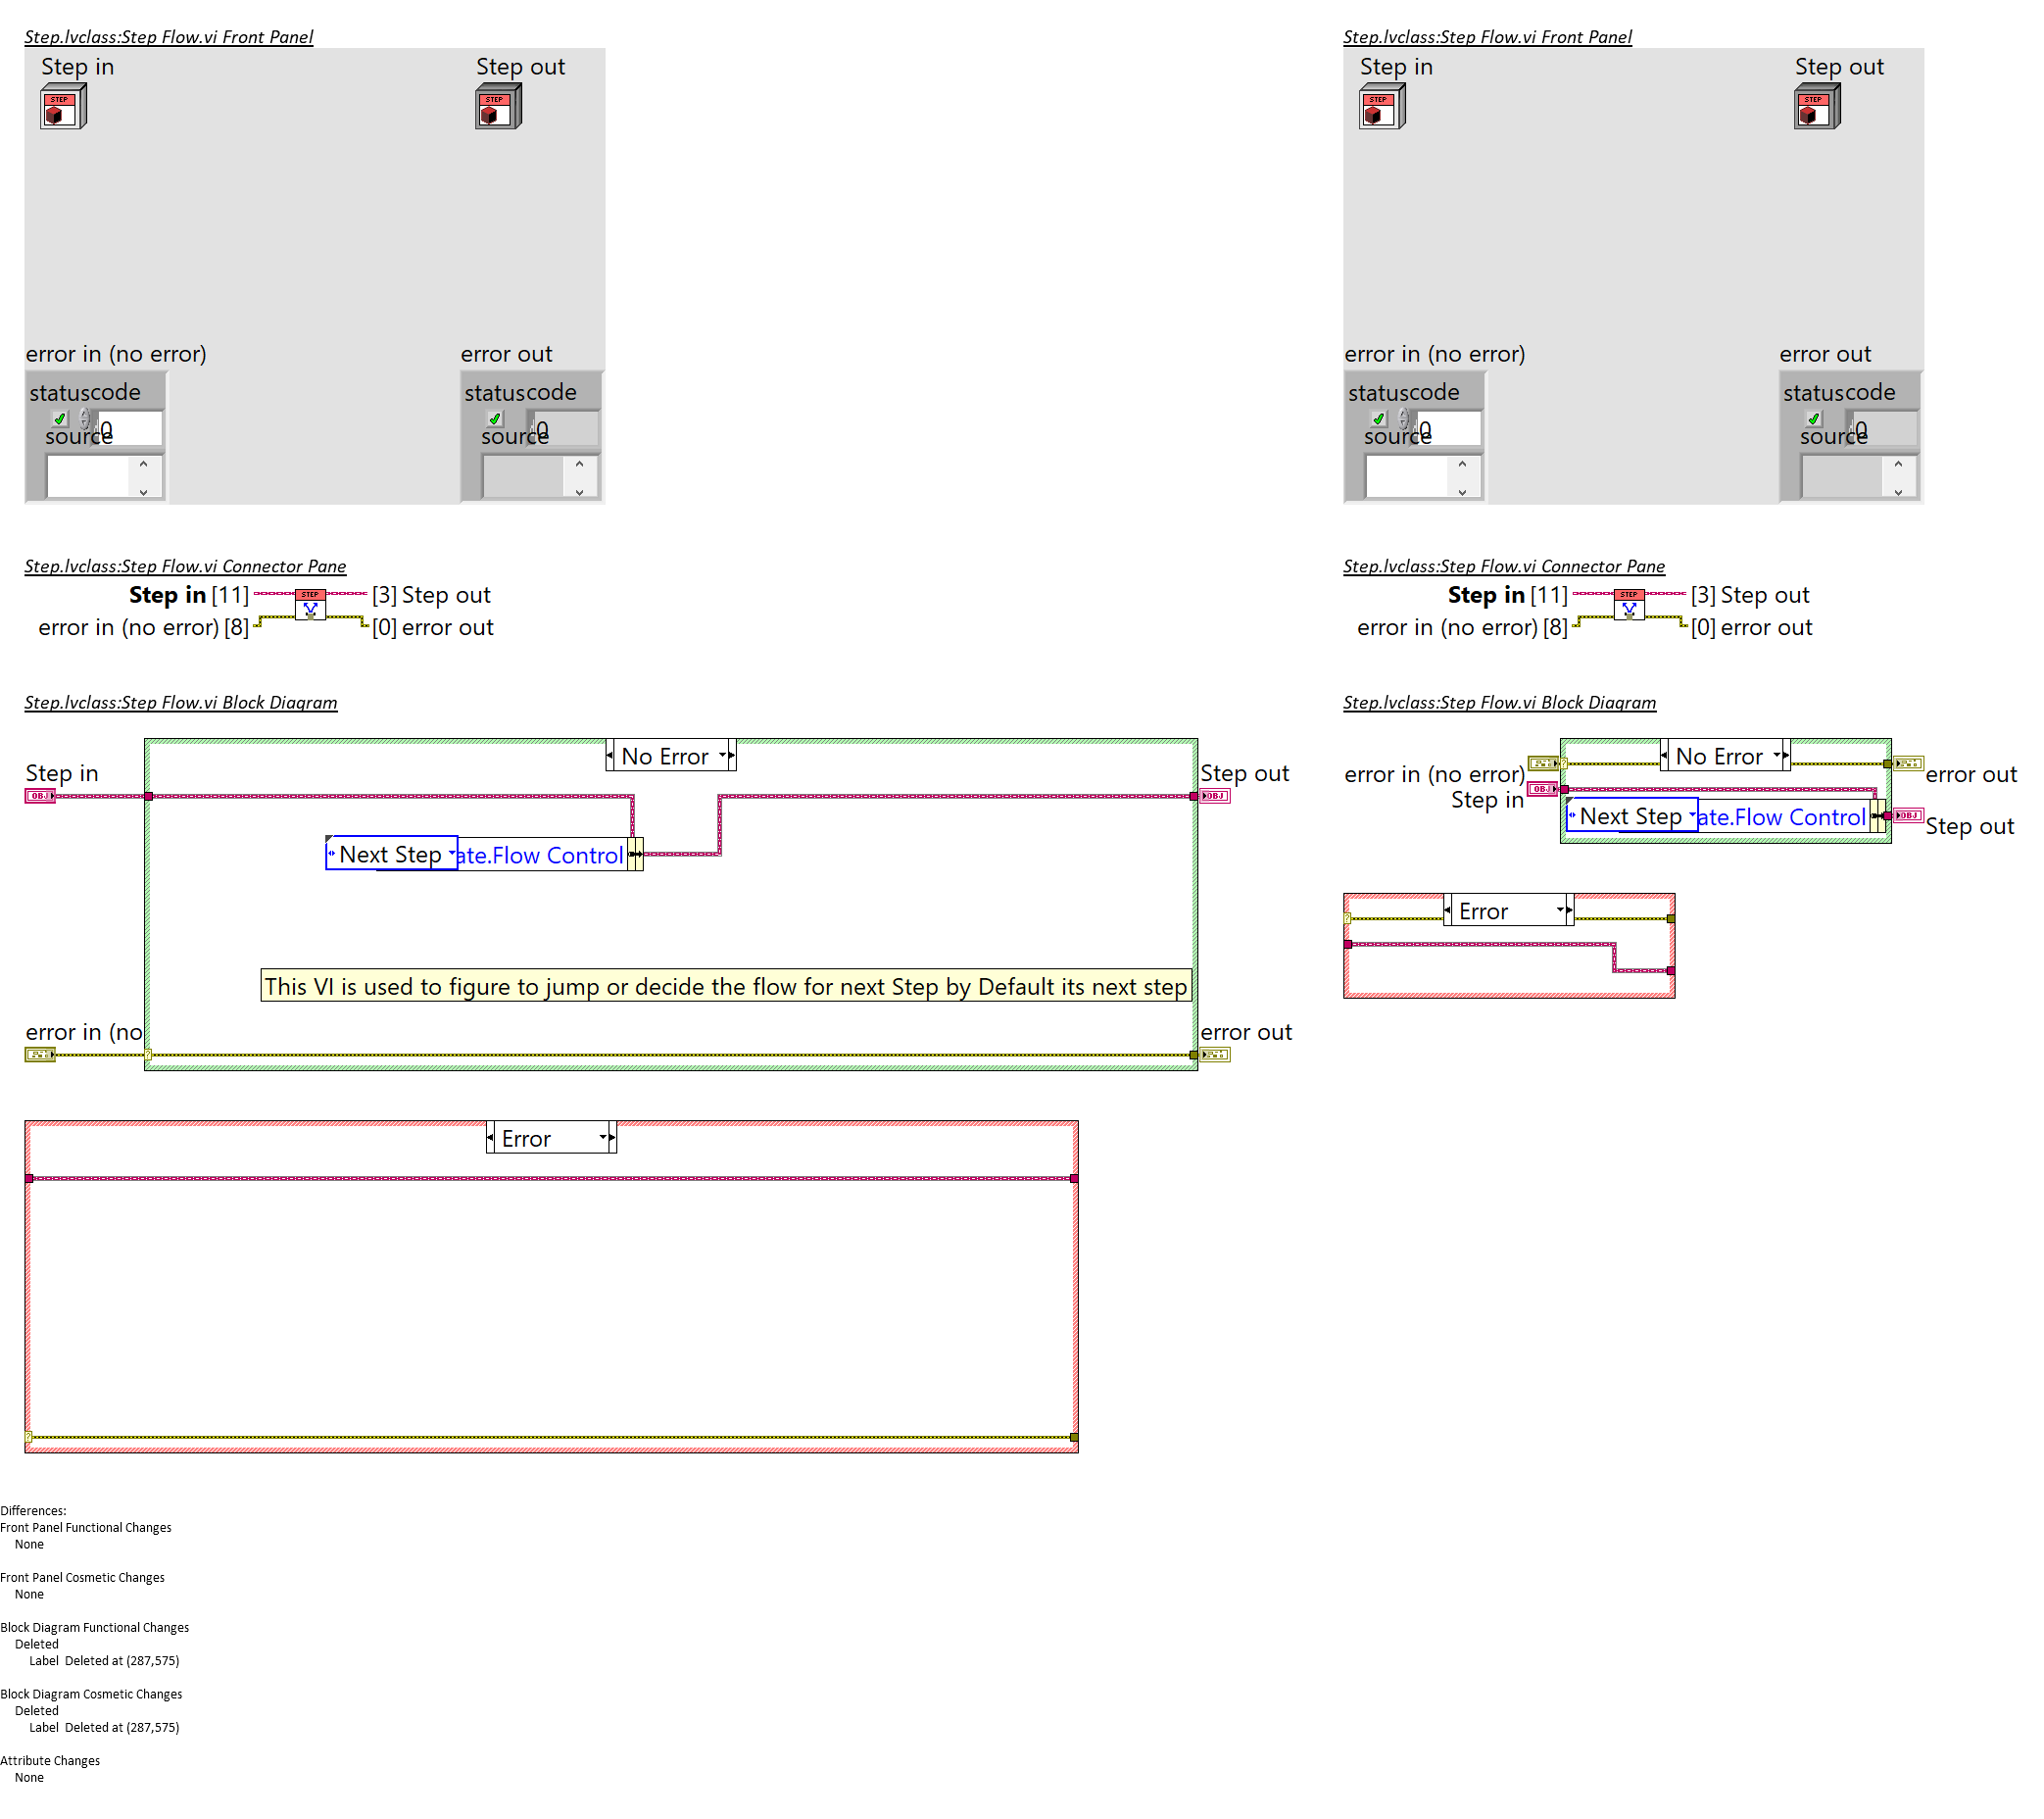 Step.lvclass:Step Flow.vi Front Panel
Step in
Step out
STEP
STEP
error in (no error)
error out
status code
status code
0
0
source
source
Step.lvclass:Step Flow.vi Connector Pane
Step in [11]
STEP
[3] Step out
error in (no error) [8]
[0] error out
Step.lvclass:Step Flow.vi Block Diagram
No Error
Step in
Step out
OBJ
OBJ
Next Step
ate.Flow Control
This VI is used to figure to jump or decide the flow for next Step by Default its next step
error in (no
error out
?
Error
?
Step.lvclass:Step Flow.vi Front Panel
Step in
Step out
STEP
STEP
error in (no error)
error out
status code
status code
0
0
source
source
Step.lvclass:Step Flow.vi Connector Pane
Step in [11]
STEP
[3] Step out
error in (no error) [8]
[0] error out
Step.lvclass:Step Flow.vi Block Diagram
No Error
?
error in (no error)
error out
OBJ
Step in
Next Step
ate.Flow Control
OBJ
Step out
Error
?
Differences:
Front Panel Functional Changes
None
Front Panel Cosmetic Changes
None
Block Diagram Functional Changes
Deleted
Label Deleted at (287,575)
Block Diagram Cosmetic Changes
Deleted
Label Deleted at (287,575)
Attribute Changes
None